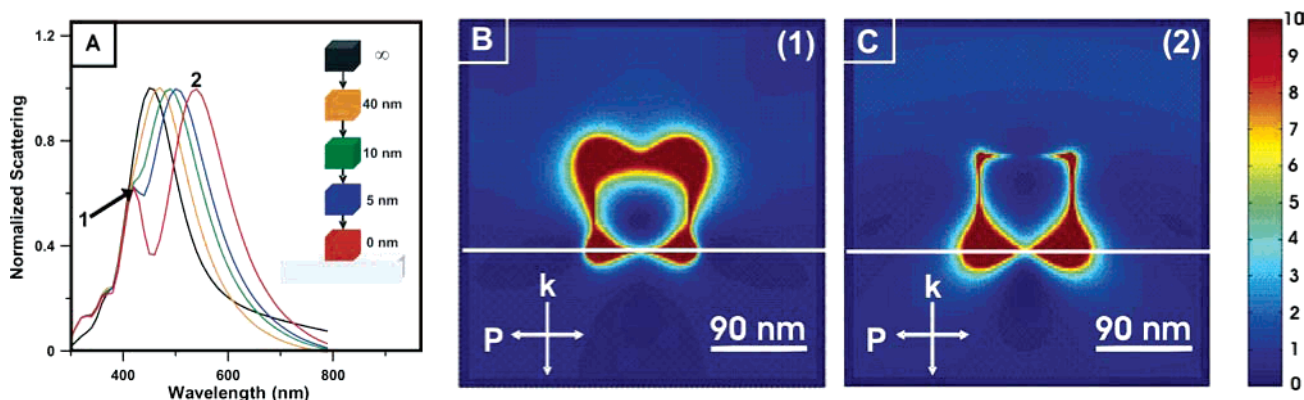 A
1.2
0.8
0.4
0
400
600
800
Wavelength (nm)
Normalized Scattering
1
2
∞
40 nm
10 nm
5 nm
0 nm
B
(1)
k
P
90 nm
C
(2)
k
P
90 nm
10
9
8
7
6
5
4
3
2
1
0